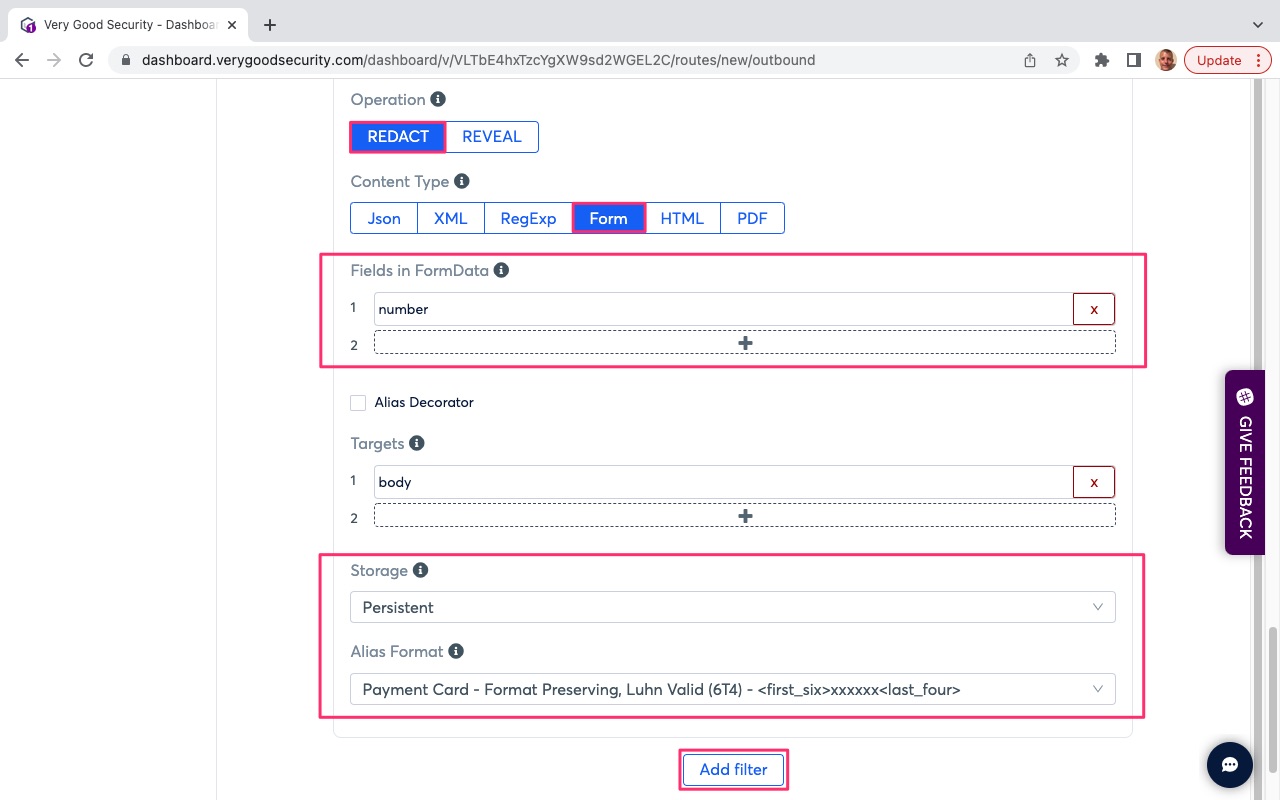 Very Good Security - Dashboar
dashboard.verygoodsecurity.com/dashboard/v/VLTbE4hxTzcYgXW9sd2WGEL2C/routes/new/outbound
Update
Operation
REDACT REVEAL
Content Type
Json XML RegExp Form HTML PDF
Fields in FormData
1 number x
2
Alias Decorator
Targets
1 body x
2
GIVE FEEDBACK
Storage
Persistent
Alias Format
Payment Card - Format Preserving, Luhn Valid (6T4) - <first_six>xxxxxx<last_four>
Add filter